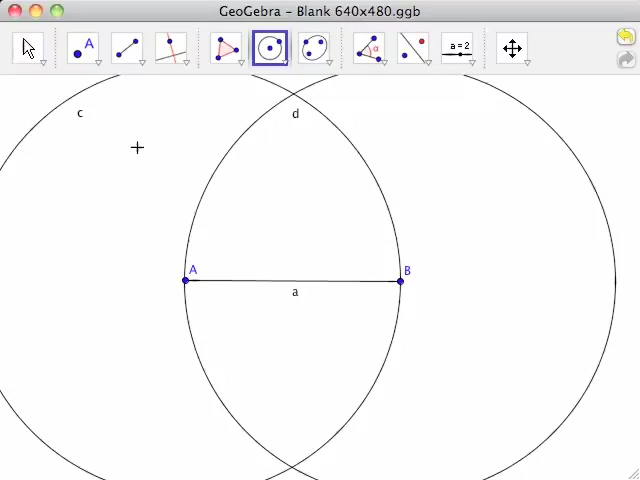 GeoGebra - Blank 640x480.ggb
A
α
a = 2
c
d
A
B
a